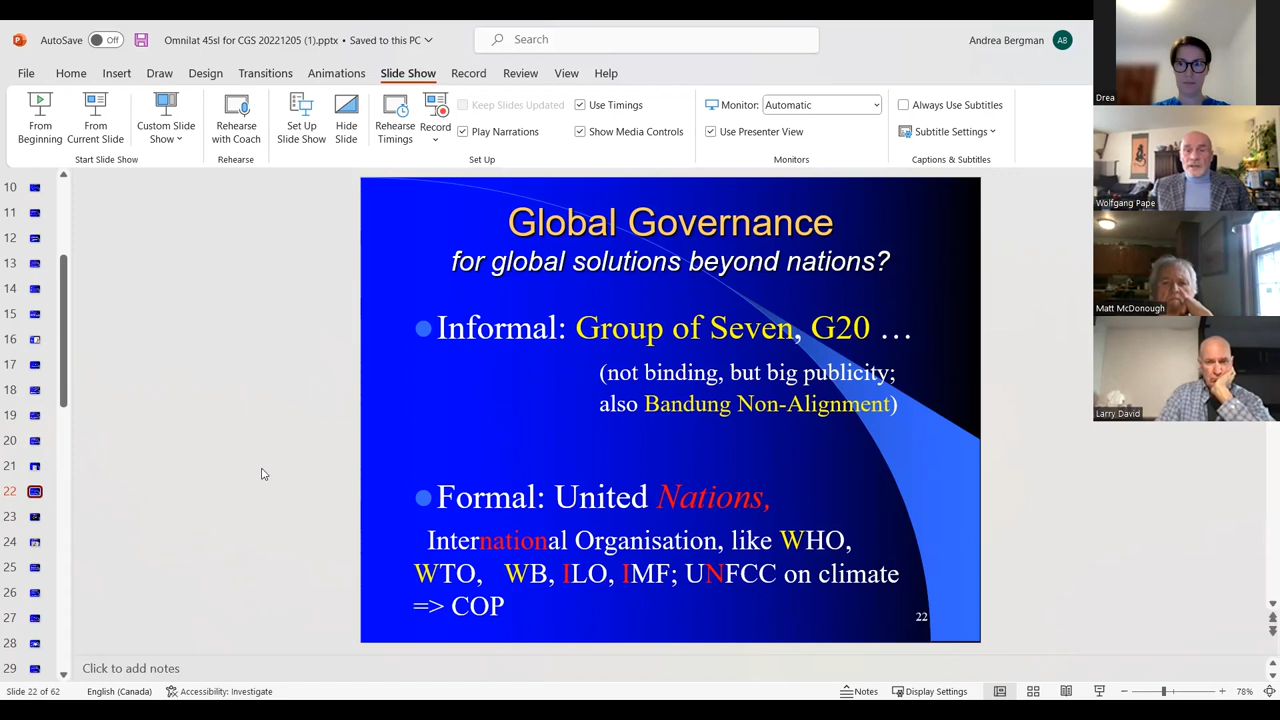 AutoSave Off Omnilat 45sl for CGS 20221205 (1).pptx • Saved to this PC Search Andrea Bergman AB
File Home Insert Draw Design Transitions Animations Slide Show Record Review View Help
From Beginning
From Current Slide
Custom Slide Show
Start Slide Show
Rehearse with Coach
Rehearse
Set Up Slide Show
Hide Slide
Rehearse Timings
Record
Keep Slides Updated
Use Timings
Play Narrations
Show Media Controls
Set Up
Monitor: Automatic
Use Presenter View
Monitors
Always Use Subtitles
Subtitle Settings
Captions & Subtitles
10
11
12
13
14
15
16
17
18
19
20
21
22
23
24
25
26
27
28
29
Global Governance
for global solutions beyond nations?
Informal: Group of Seven, G20 …
(not binding, but big publicity;
also Bandung Non-Alignment)
Formal: United Nations,
International Organisation, like WHO,
WTO, WB, ILO, IMF; UNFCC on climate
=> COP
22
Click to add notes
Slide 22 of 62 English (Canada) Accessibility: Investigate Notes Display Settings 78%
Drea
Wolfgang Pape
Matt McDonough
Larry David